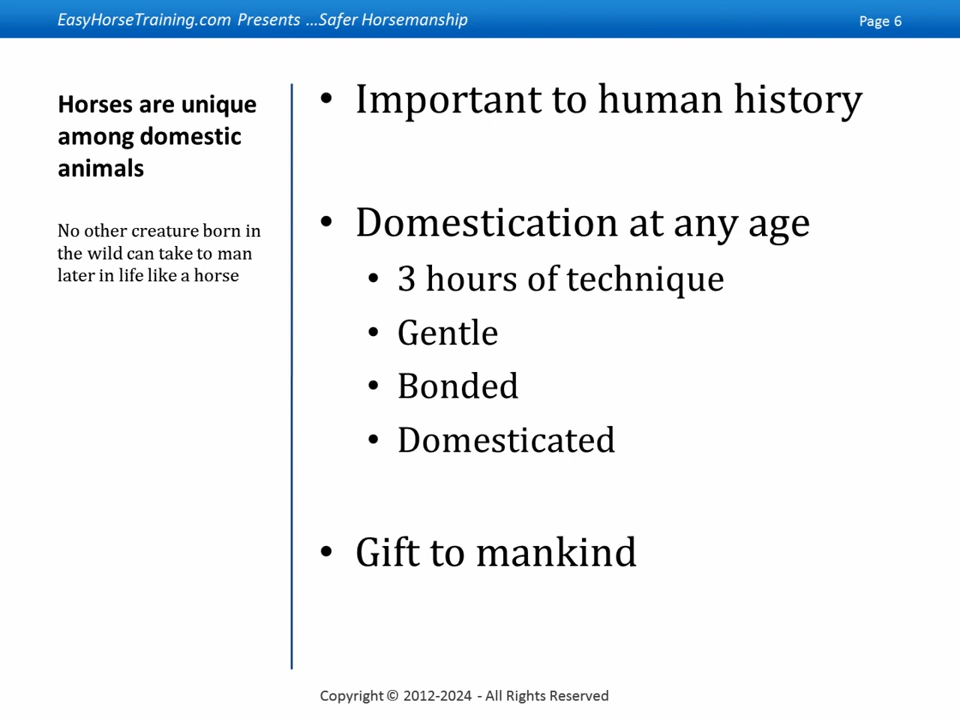 EasyHorseTraining.com Presents ...Safer Horsemanship
Page 6
Horses are unique
among domestic
animals
No other creature born in
the wild can take to man
later in life like a horse
• Important to human history
• Domestication at any age
• 3 hours of technique
• Gentle
• Bonded
• Domesticated
• Gift to mankind
Copyright © 2012-2024 - All Rights Reserved